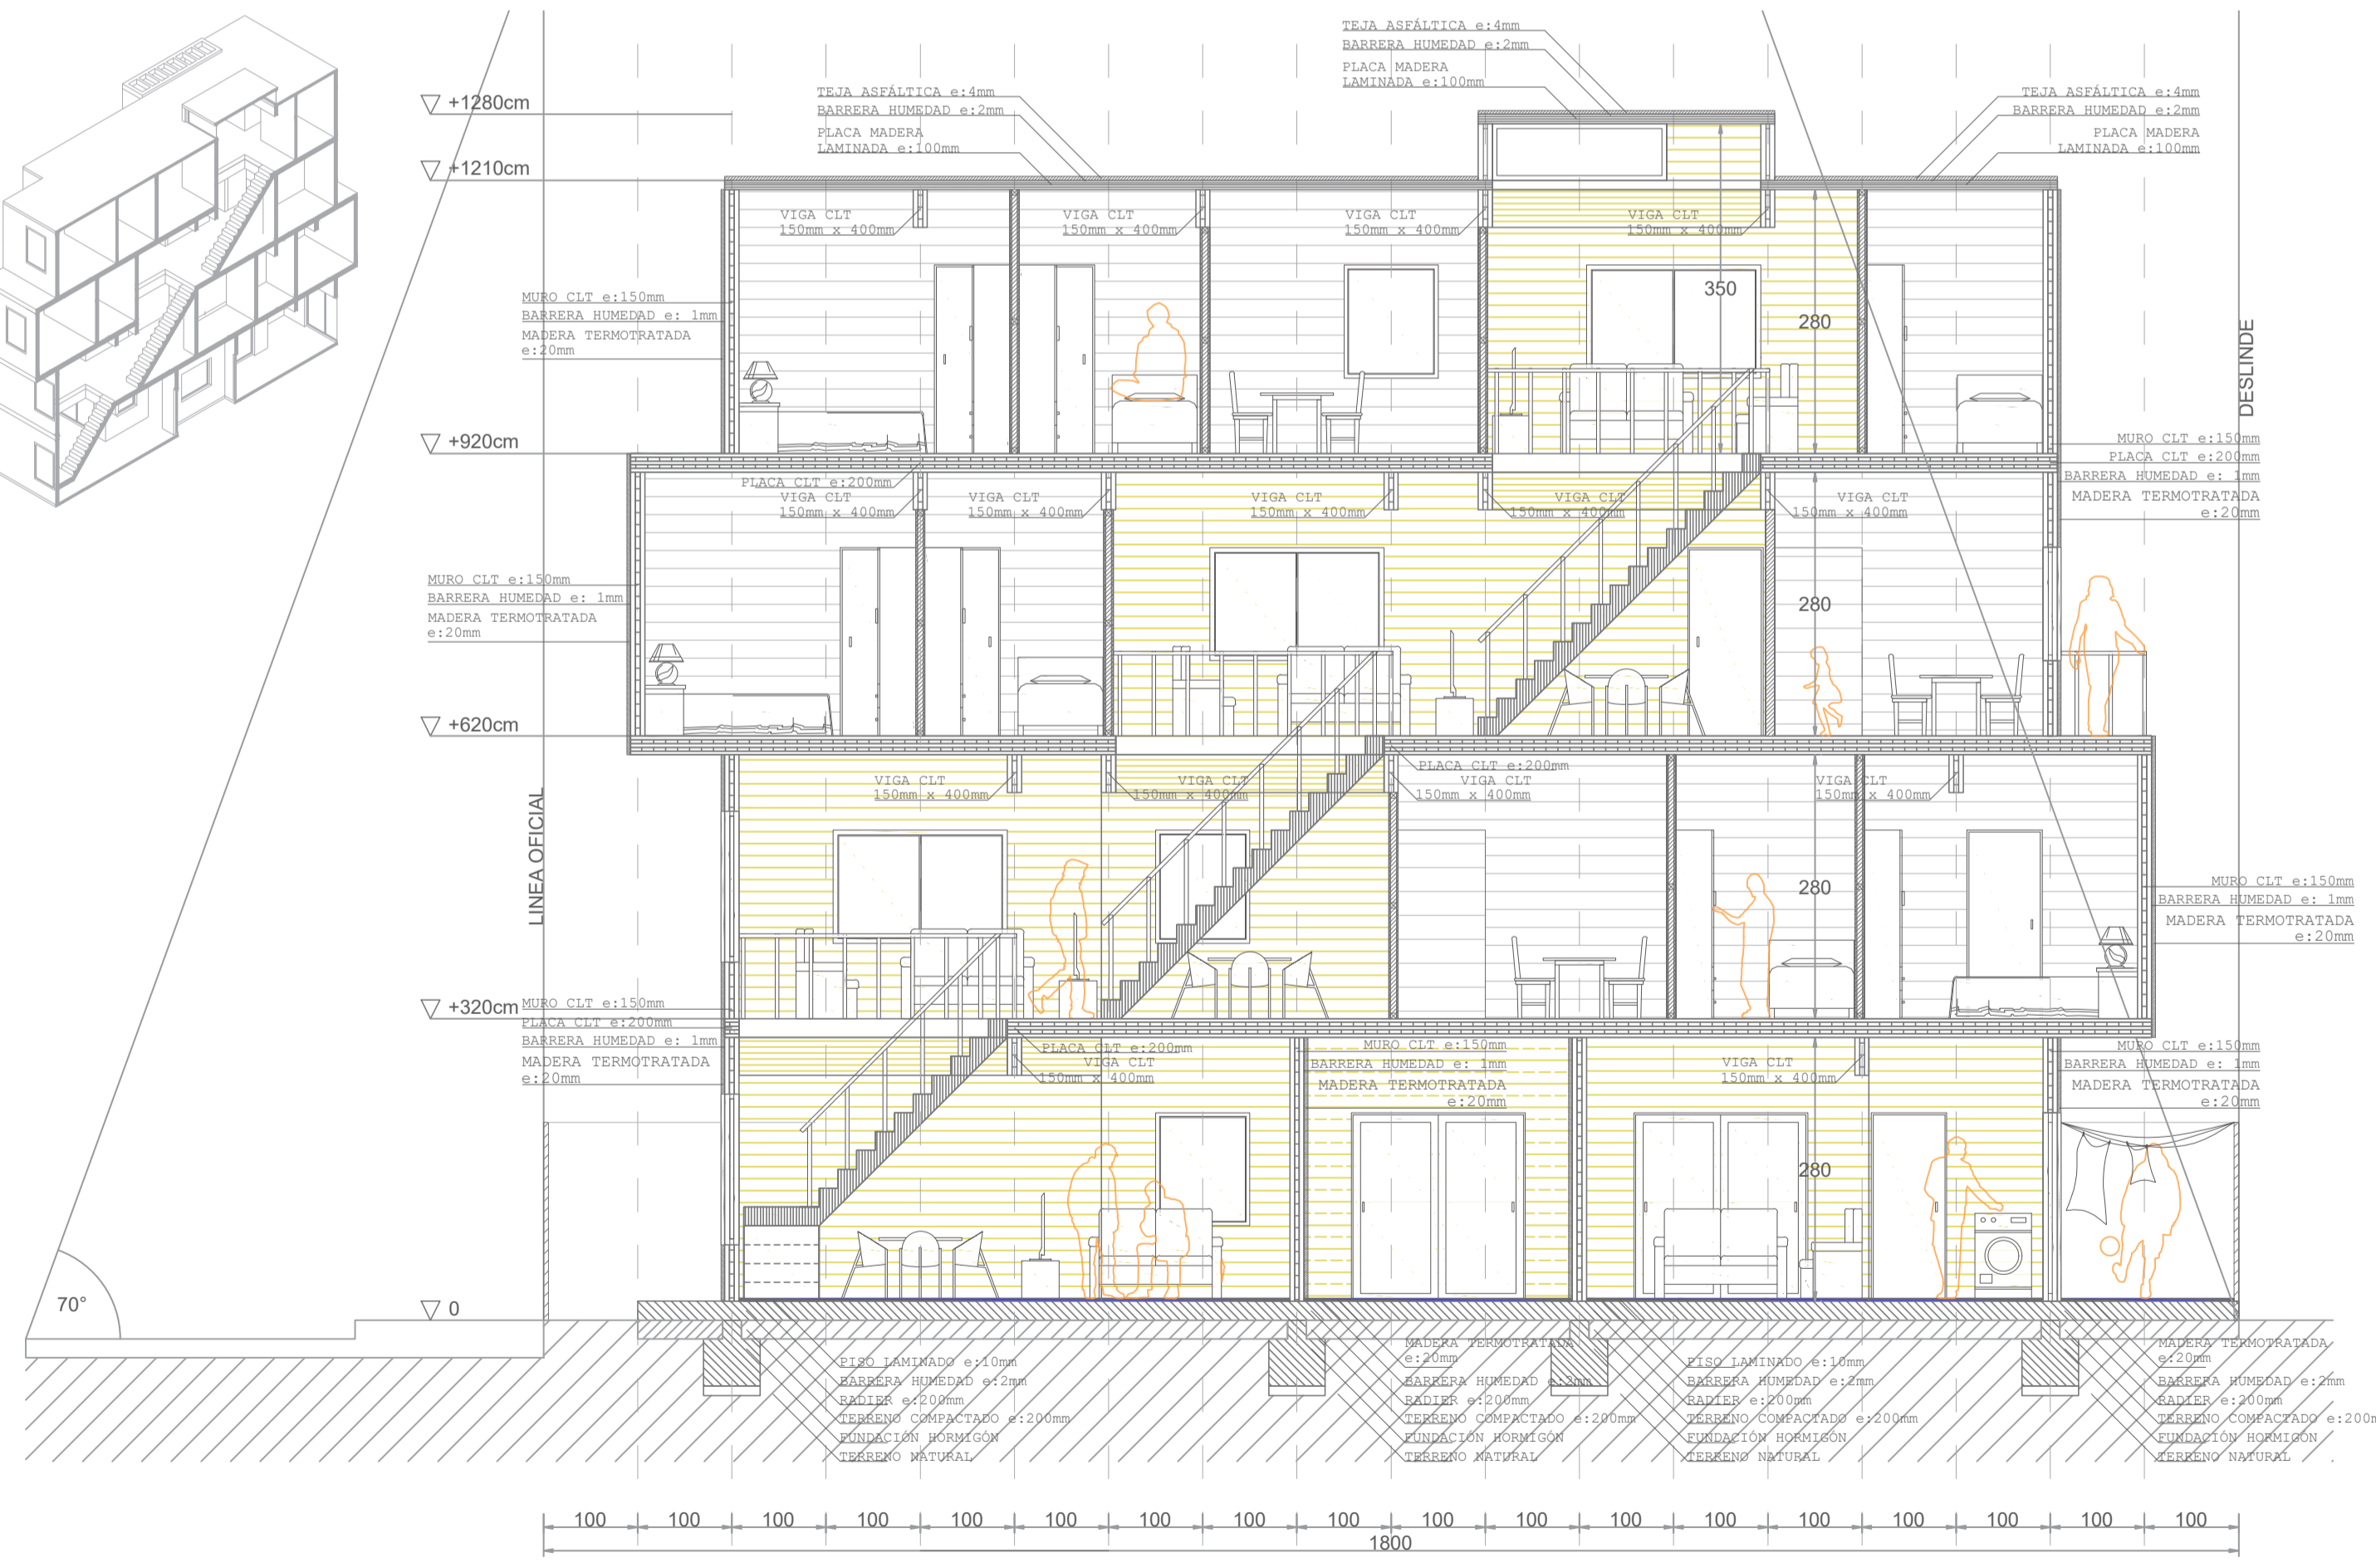 TEJA ASFÁLTICA e:4mm
BARRERA HUMEDAD e:2mm
PLACA MADERA
LAMINADA e:100mm
TEJA ASFÁLTICA e:4mm
BARRERA HUMEDAD e:2mm
PLACA MADERA
LAMINADA e:100mm
TEJA ASFÁLTICA e:4mm
BARRERA HUMEDAD e:2mm
PLACA MADERA
LAMINADA e:100mm
+1280cm
+1210cm
VIGA CLT
150mm x 400mm
VIGA CLT
150mm x 400mm
VIGA CLT
150mm x 400mm
VIGA CLT
150mm x 400mm
350
280
MURO CLT e:150mm
BARRERA HUMEDAD e: 1mm
MADERA TERMOTRATADA
e:20mm
DESLINDE
+920cm
MURO CLT e:150mm
PLACA CLT e:200mm
BARRERA HUMEDAD e: 1mm
MADERA TERMOTRATADA
e:20mm
PLACA CLT e:200mm
VIGA CLT
150mm x 400mm
VIGA CLT
150mm x 400mm
VIGA CLT
150mm x 400mm
VIGA CLT
150mm x 400mm
VIGA CLT
150mm x 400mm
280
MURO CLT e:150mm
BARRERA HUMEDAD e: 1mm
MADERA TERMOTRATADA
e:20mm
+620cm
PLACA CLT e:200mm
VIGA CLT
150mm x 400mm
VIGA CLT
150mm x 400mm
VIGA CLT
150mm x 400mm
VIGA CLT
150mm x 400mm
LINEA OFICIAL
280
MURO CLT e:150mm
BARRERA HUMEDAD e: 1mm
MADERA TERMOTRATADA
e:20mm
+320cm
MURO CLT e:150mm
PLACA CLT e:200mm
BARRERA HUMEDAD e: 1mm
MADERA TERMOTRATADA
e:20mm
PLACA CLT e:200mm
VIGA CLT
150mm x 400mm
MURO CLT e:150mm
BARRERA HUMEDAD e: 1mm
MADERA TERMOTRATADA
e:20mm
VIGA CLT
150mm x 400mm
MURO CLT e:150mm
BARRERA HUMEDAD e: 1mm
MADERA TERMOTRATADA
e:20mm
280
70°
0
PISO LAMINADO e:10mm
BARRERA HUMEDAD e:2mm
RADIER e:200mm
TERRENO COMPACTADO e:200mm
FUNDACIÓN HORMIGÓN
TERRENO NATURAL
MADERA TERMOTRATADA
e:20mm
BARRERA HUMEDAD e:2mm
RADIER e:200mm
TERRENO COMPACTADO e:200mm
FUNDACIÓN HORMIGÓN
TERRENO NATURAL
PISO LAMINADO e:10mm
BARRERA HUMEDAD e:2mm
RADIER e:200mm
TERRENO COMPACTADO e:200mm
FUNDACIÓN HORMIGÓN
TERRENO NATURAL
MADERA TERMOTRATADA
e:20mm
BARRERA HUMEDAD e:2mm
RADIER e:200mm
TERRENO COMPACTADO e:200m
FUNDACIÓN HORMIGÓN
TERRENO NATURAL
100 100 100 100 100 100 100 100 100 100 100 100 100 100 100 100 100 100
1800